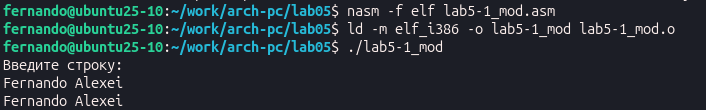 fernando@ubuntu25-10:~/work/arch-pc/lab05$ nasm -f elf lab5-1_mod.asm
fernando@ubuntu25-10:~/work/arch-pc/lab05$ ld -m elf_i386 -o lab5-1_mod lab5-1_mod.o
fernando@ubuntu25-10:~/work/arch-pc/lab05$ ./lab5-1_mod
Введите строку:
Fernando Alexei
Fernando Alexei